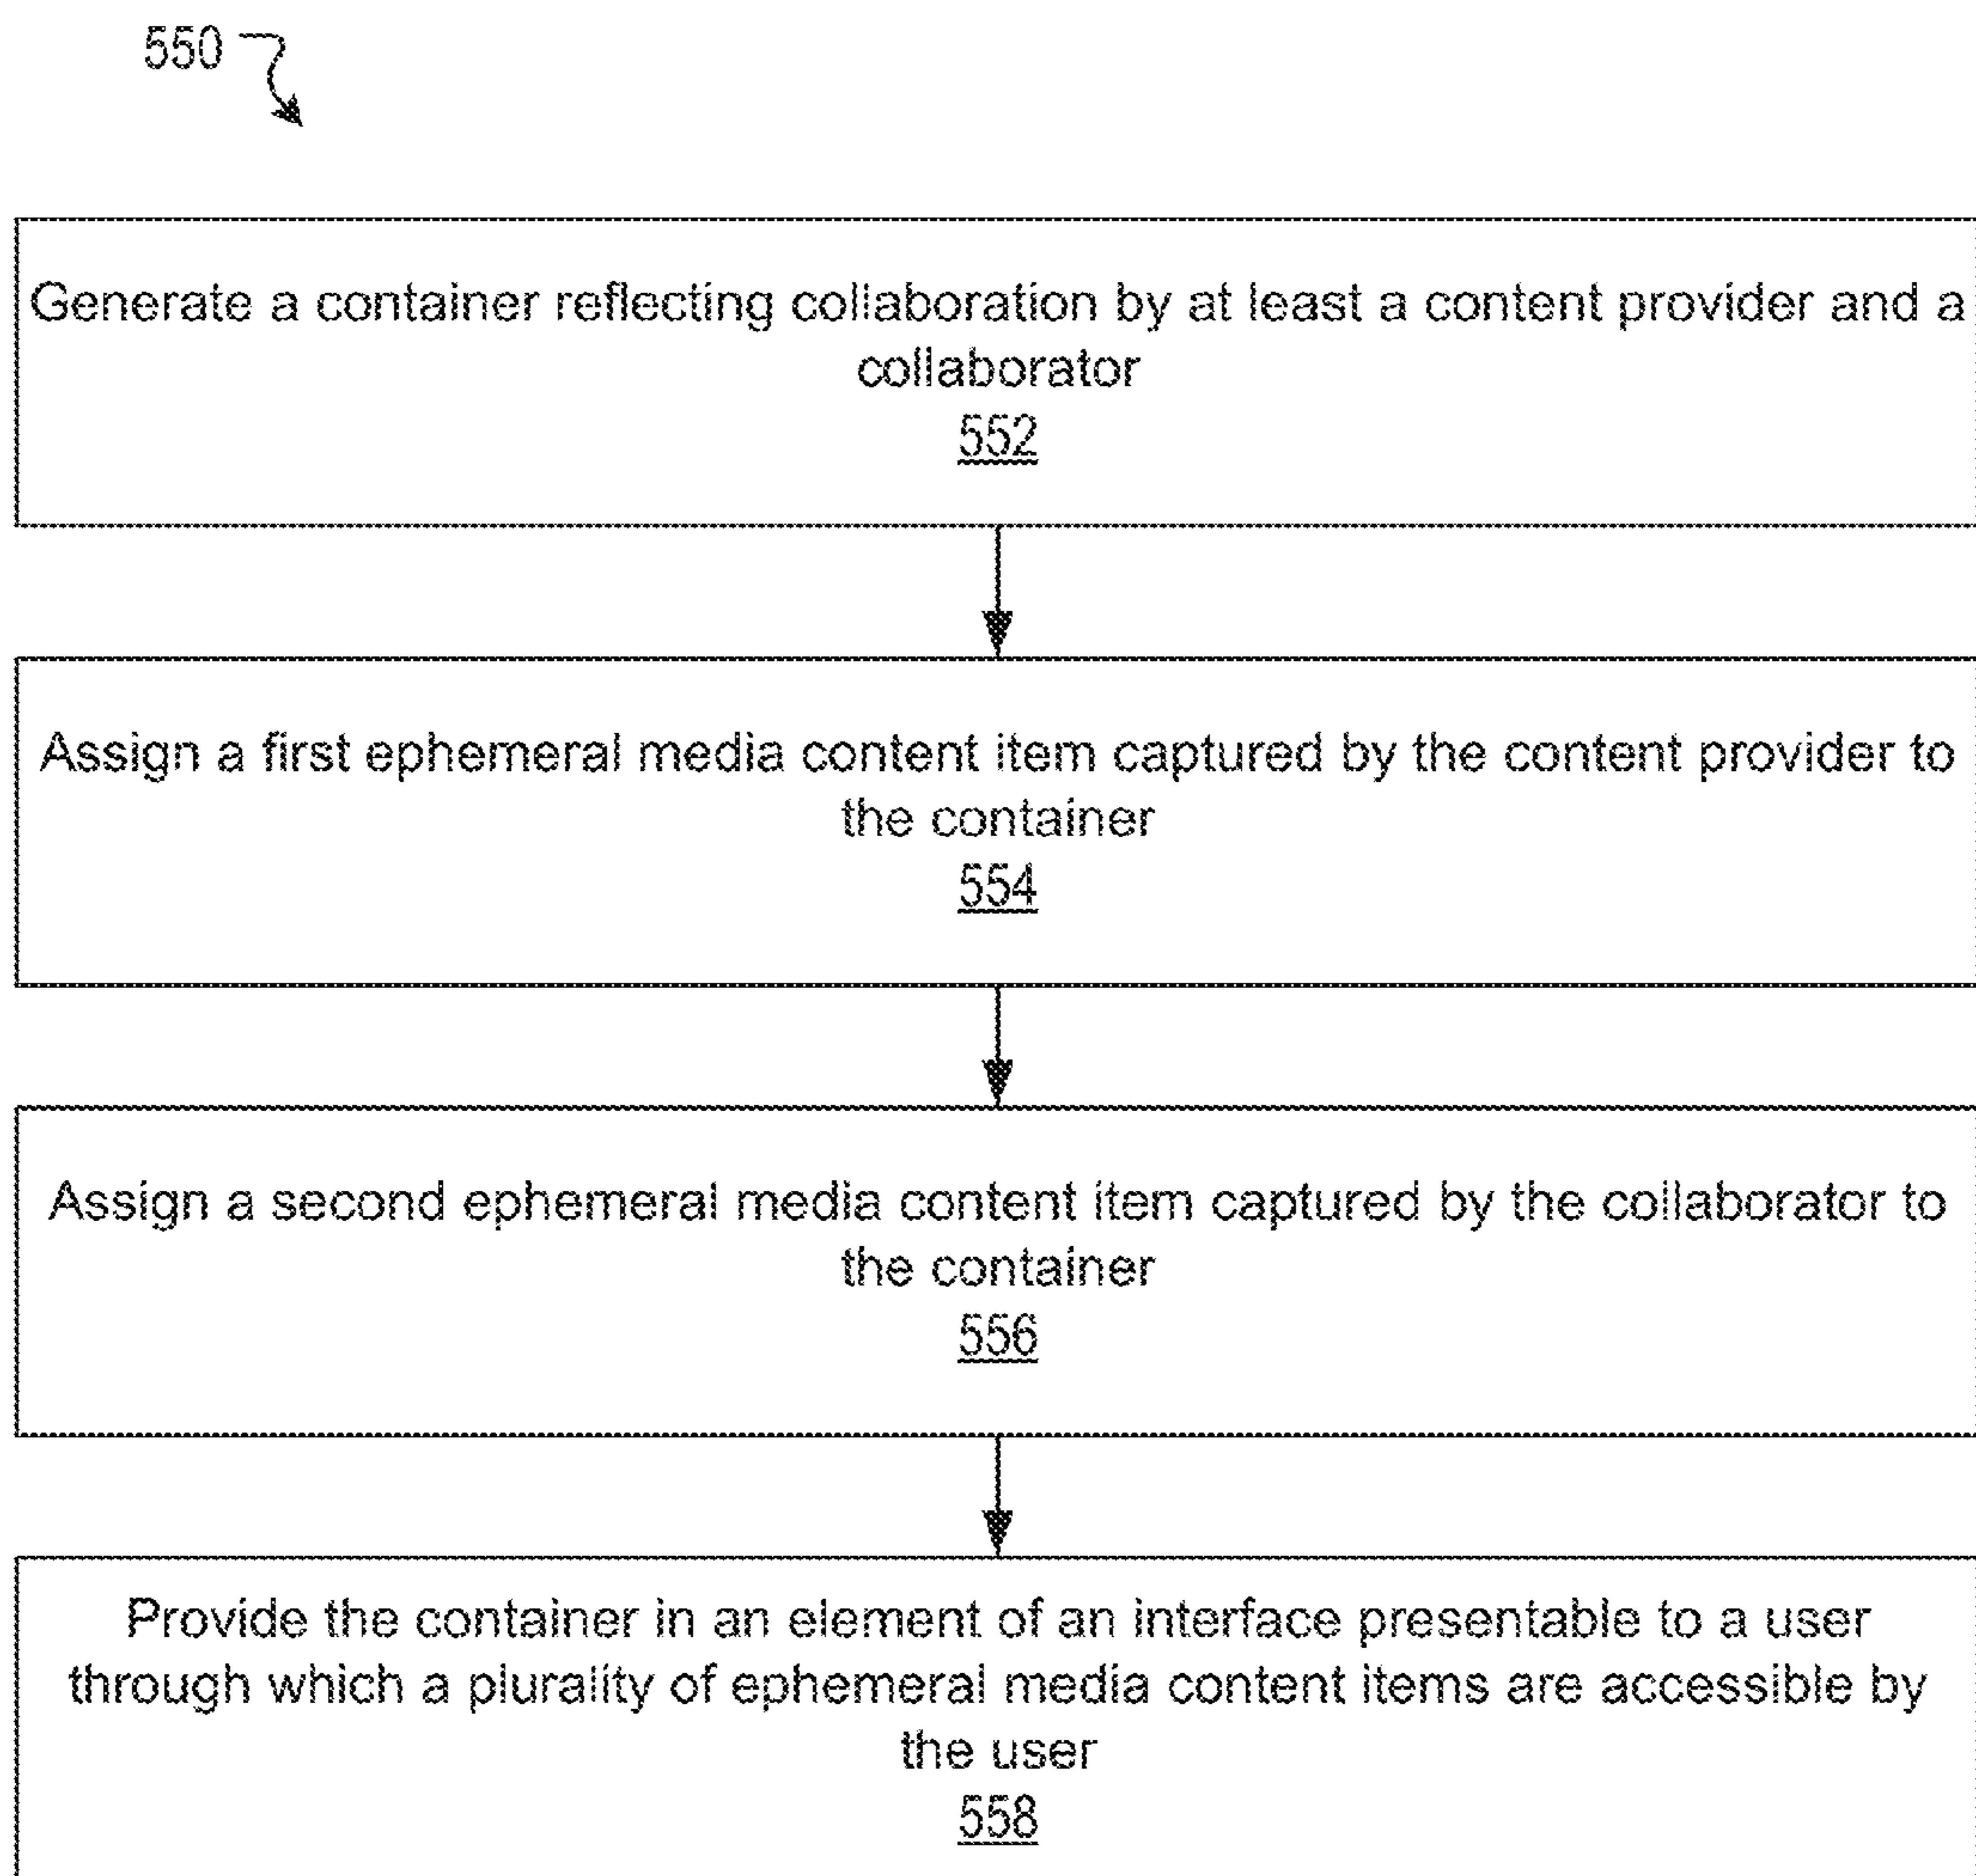 550
Generate a container reflecting collaboration by at least a content provider and a
collaborator
552
Assign a first ephemeral media content item captured by the content provider to
the container
554
Assign a second ephemeral media content item captured by the collaborator to
the container
556
Provide the container in an element of an interface presentable to a user
through which a plurality of ephemeral media content items are accessible by
the user
558